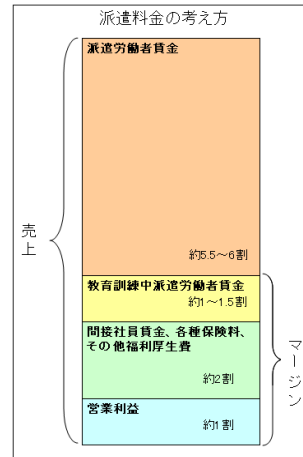 派遣料金の考え方
派遣労働者賃金
約5.5～6割
売上
教育訓練中派遣労働者賃金
約1～1.5割
間接社員賃金、各種保険料、
その他福利厚生費
約2割
マージン
営業利益
約1割